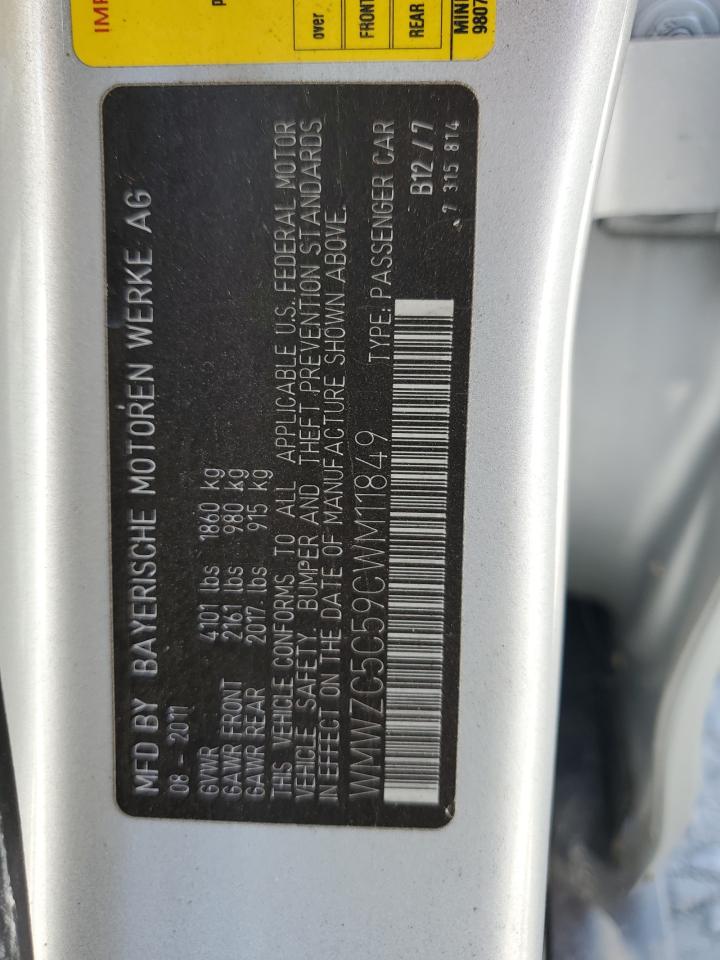 IMP
P
over
FRONT
REAR
MINI
9807
MFD BY BAYERISCHE MOTOREN WERKE AG
08 - 2011
GVWR 4101 lbs 1860 kg
GAWR FRONT 2161 lbs 980 kg
GAWR REAR 2017 lbs 915 kg
THIS VEHICLE CONFORMS TO ALL APPLICABLE U.S. FEDERAL MOTOR
VEHICLE SAFETY, BUMPER AND THEFT PREVENTION STANDARDS
IN EFFECT ON THE DATE OF MANUFACTURE SHOWN ABOVE.
WMWZC5C59CWM11849 TYPE: PASSENGER CAR
B12 / 7
7 315 814